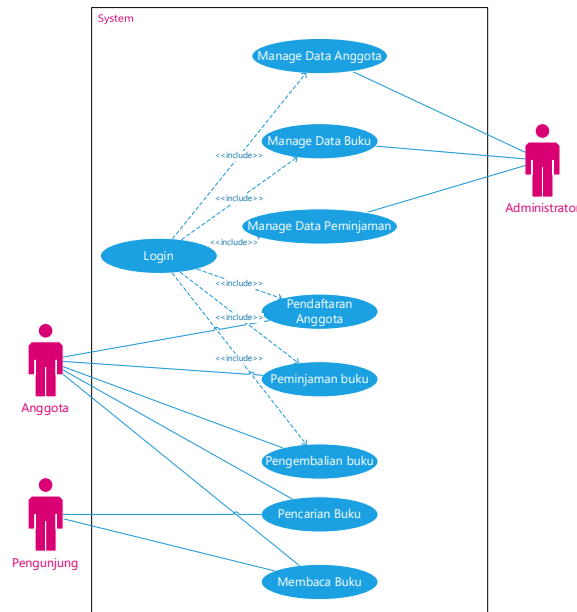 System
Manage Data Anggota
Manage Data Buku
Administrator
<<include>>
<<include>>
Manage Data Peminjaman
<<include>>
Login
<<include>>
Pendaftaran
Anggota
<<include>>
Anggota
Peminjaman buku
<<include>>
Pengembalian buku
Pencarian Buku
Pengunjung
Membaca Buku